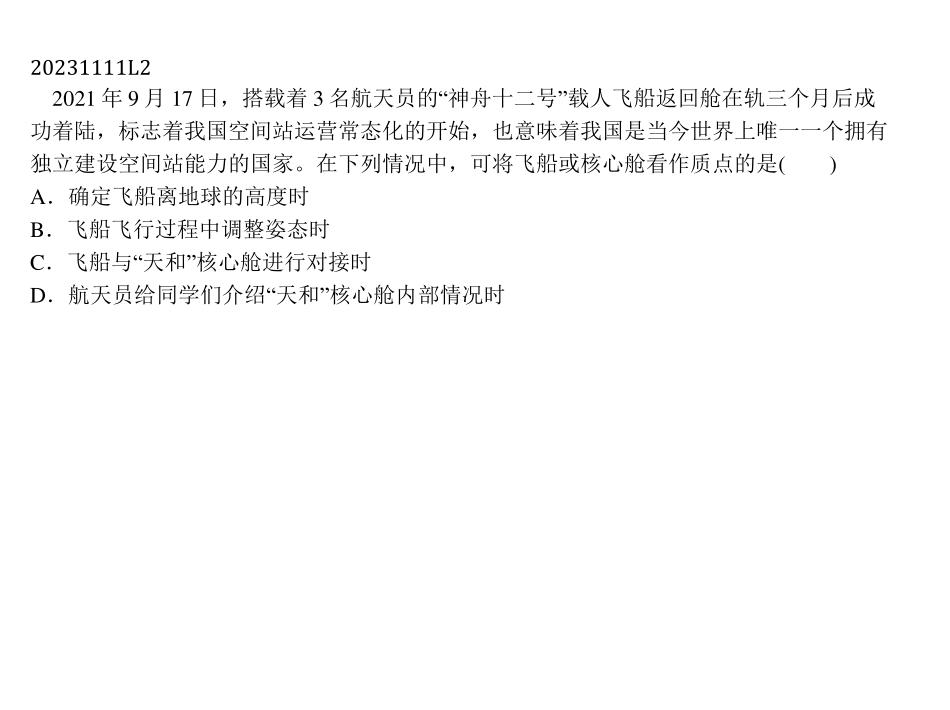 20231111L2
2021 年 9 月 17 日，搭载着 3 名航天员的“神舟十二号”载人飞船返回舱在轨三个月后成
功着陆，标志着我国空间站运营常态化的开始，也意味着我国是当今世界上唯一一个拥有
独立建设空间站能力的国家。在下列情况中，可将飞船或核心舱看作质点的是(　　)
A．确定飞船离地球的高度时
B．飞船飞行过程中调整姿态时
C．飞船与“天和”核心舱进行对接时
D．航天员给同学们介绍“天和”核心舱内部情况时